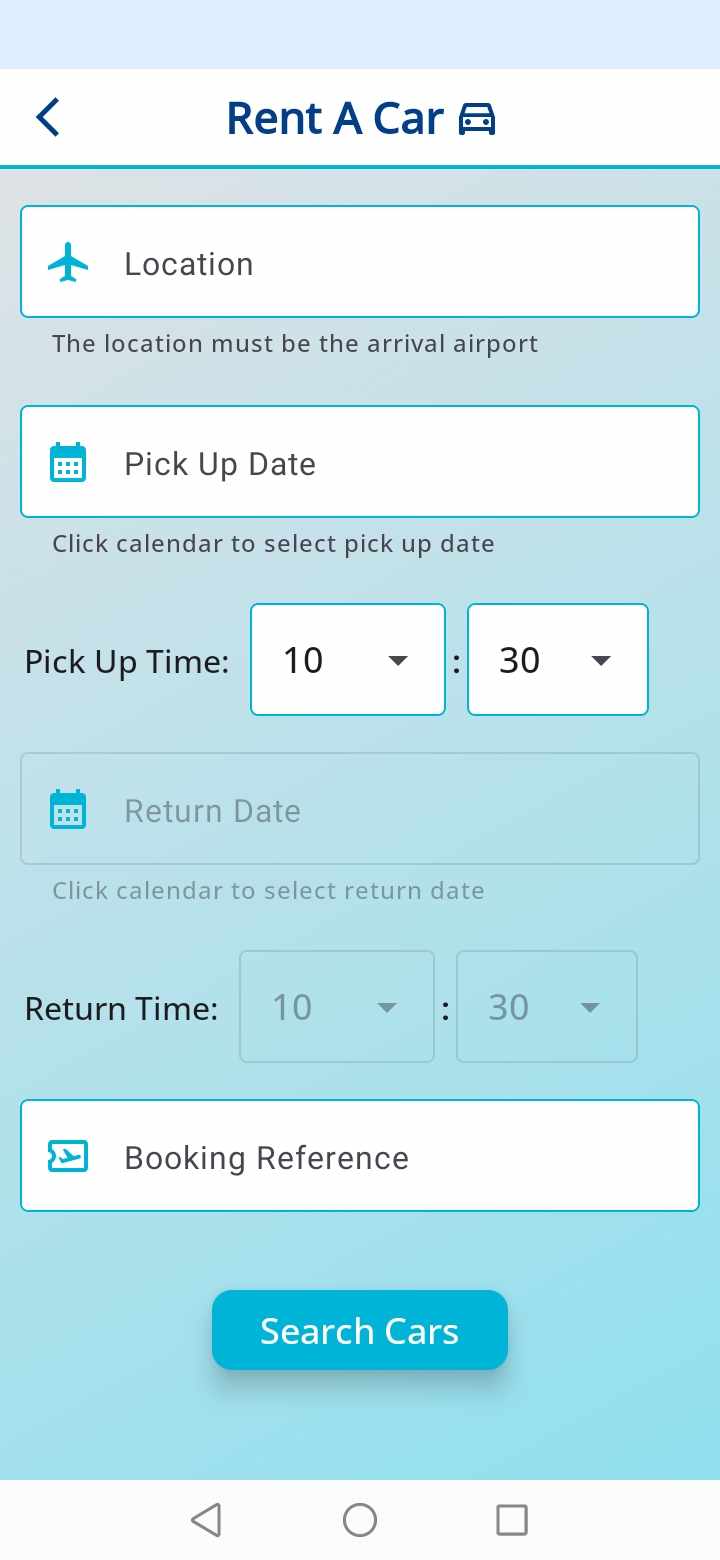 Rent A Car
Location
The location must be the arrival airport
Pick Up Date
Click calendar to select pick up date
Pick Up Time: 10 : 30
Return Date
Click calendar to select return date
Return Time: 10 : 30
Booking Reference
Search Cars